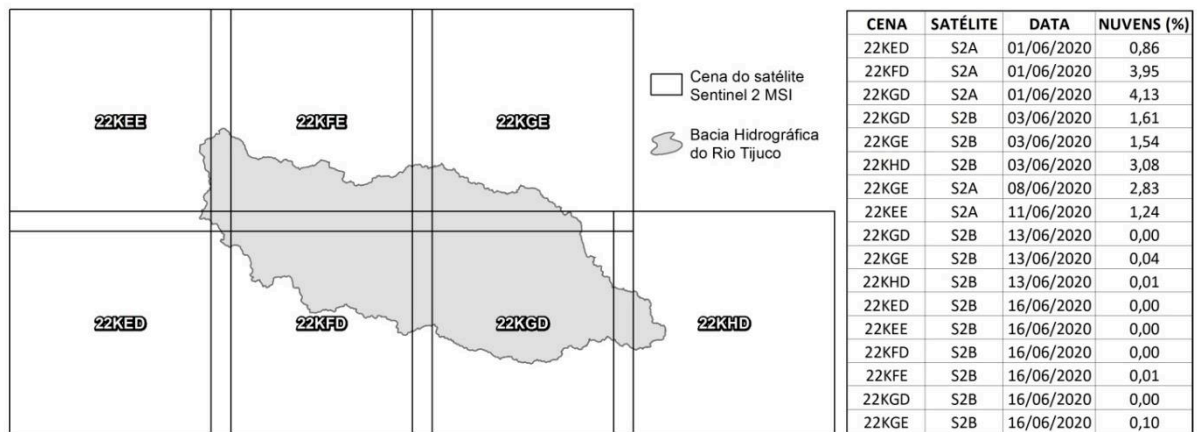 22KEE
22KFE
22KGE
22KED
22KFD
22KGD
22KHD
Cena do satélite
Sentinel 2 MSI
Bacia Hidrográfica
do Rio Tijuco
CENA SATÉLITE DATA NUVENS (%)
22KED S2A 01/06/2020 0,86
22KFD S2A 01/06/2020 3,95
22KGD S2A 01/06/2020 4,13
22KGD S2B 03/06/2020 1,61
22KGE S2B 03/06/2020 1,54
22KHD S2B 03/06/2020 3,08
22KGE S2A 08/06/2020 2,83
22KEE S2A 11/06/2020 1,24
22KGD S2B 13/06/2020 0,00
22KGE S2B 13/06/2020 0,04
22KHD S2B 13/06/2020 0,01
22KED S2B 16/06/2020 0,00
22KEE S2B 16/06/2020 0,00
22KFD S2B 16/06/2020 0,00
22KFE S2B 16/06/2020 0,01
22KGD S2B 16/06/2020 0,00
22KGE S2B 16/06/2020 0,10